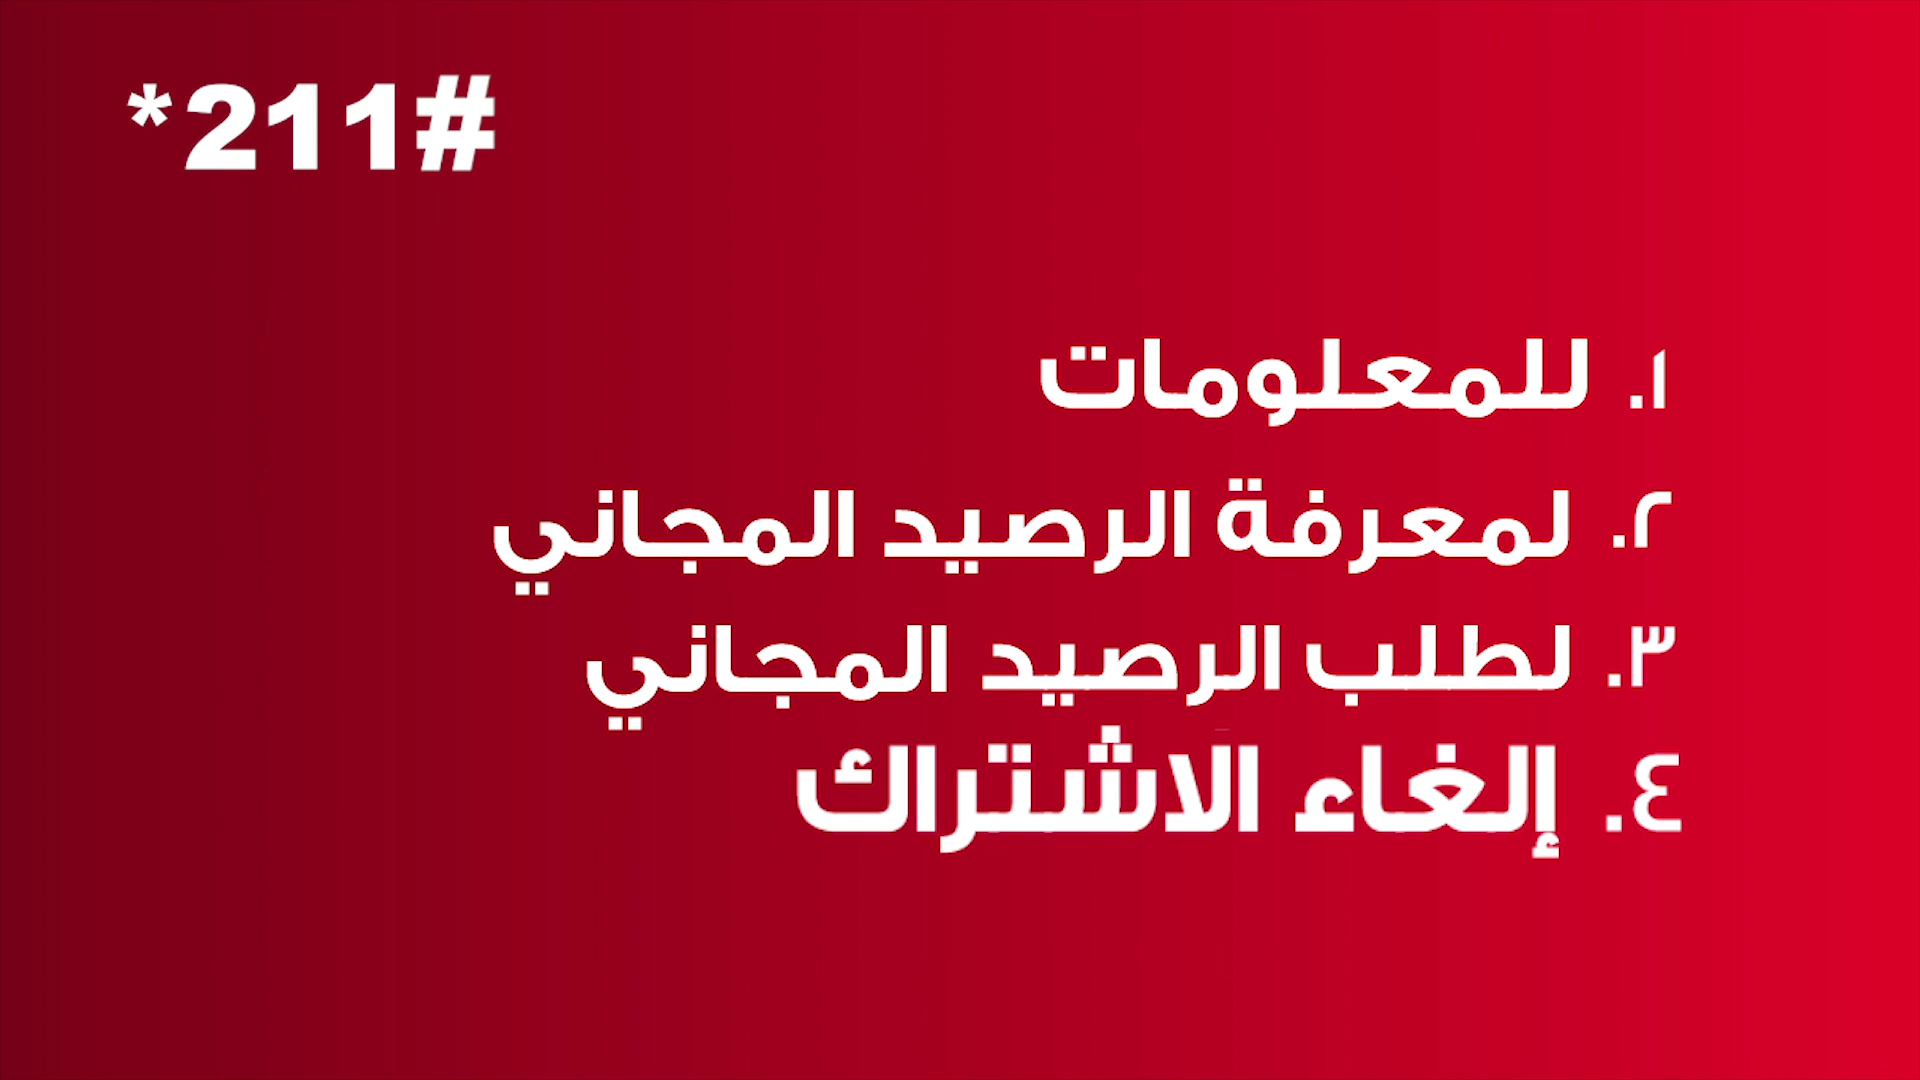 *211#
١. للمعلومات
٢. لمعرفة الرصيد المجاني
٣. لطلب الرصيد المجاني
٤. إلغاء الاشتراك